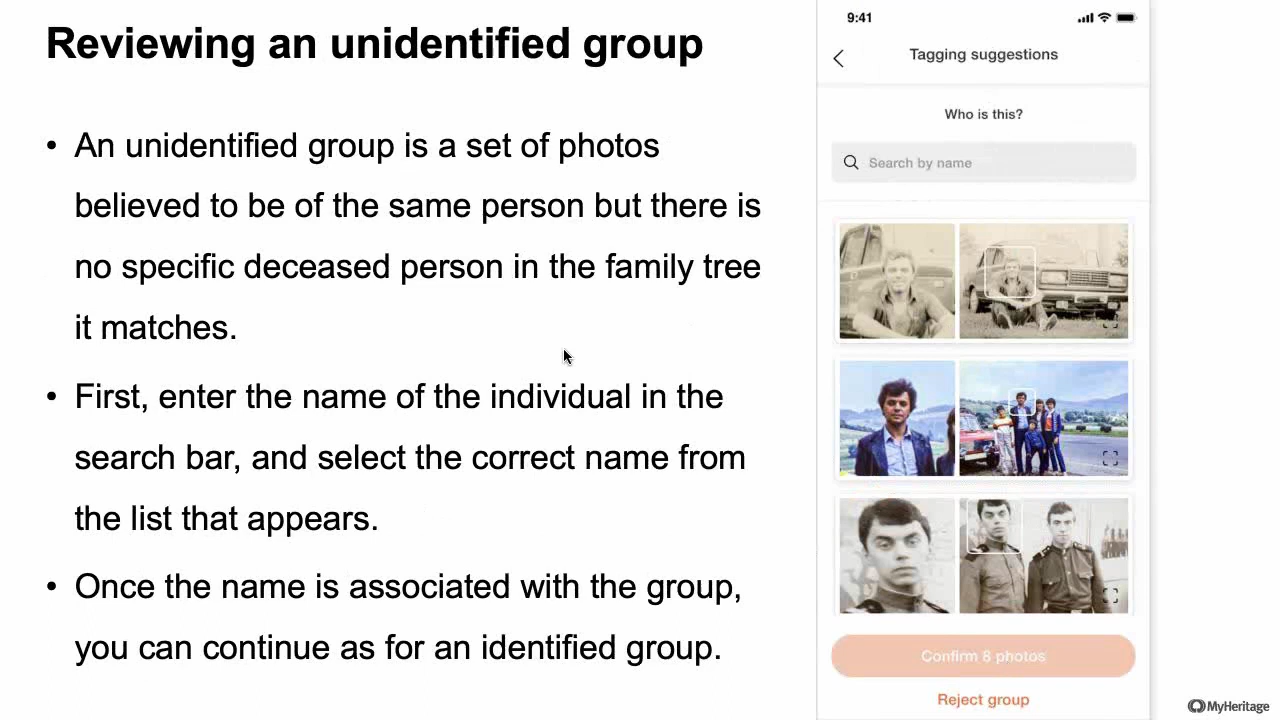 Reviewing an unidentified group
• An unidentified group is a set of photos
believed to be of the same person but there is
no specific deceased person in the family tree
it matches.
• First, enter the name of the individual in the
search bar, and select the correct name from
the list that appears.
• Once the name is associated with the group,
you can continue as for an identified group.
9:41
Tagging suggestions
Who is this?
Search by name
Confirm 8 photos
Reject group
MyHeritage